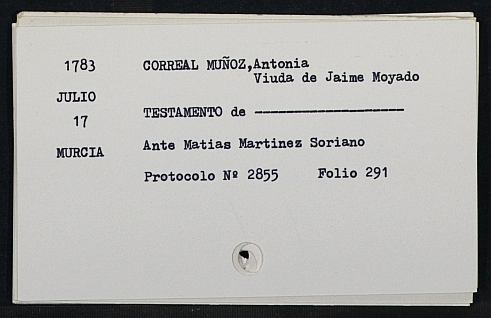 1783 CORREAL MUÑOZ,Antonia
Viuda de Jaime Moyado
JULIO
17 TESTAMENTO de -------------------
MURCIA Ante Matias Martinez Soriano
Protocolo Nº 2855 Folio 291